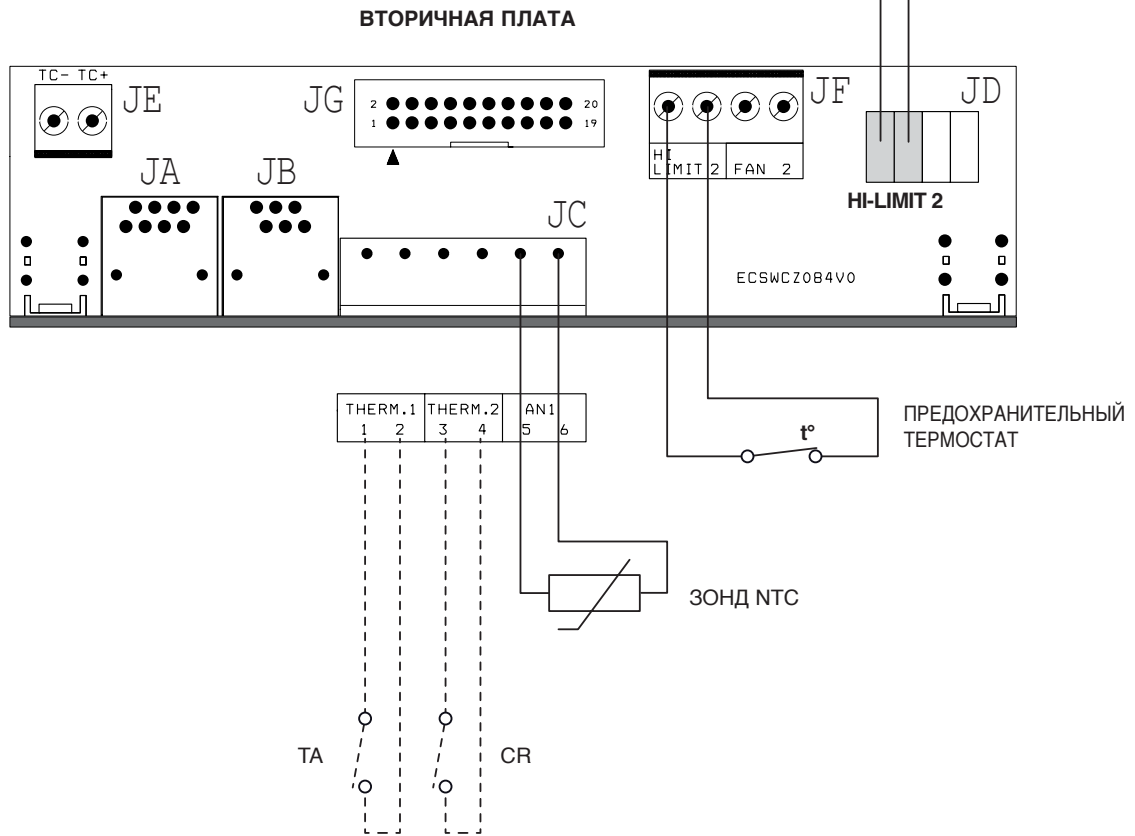 ВТОРИЧНАЯ ПЛАТА
TC- TC+
JE
JG
2 20
1 19
JF
JD
HI
LIMIT 2 FAN 2
HI-LIMIT 2
JA
JB
JC
ECSWCZ084V0
THERM.1 THERM.2 AN1
1 2 3 4 5 6
ПРЕДОХРАНИТЕЛЬНЫЙ
ТЕРМОСТАТ
t°
ЗОНД NTC
TA
CR